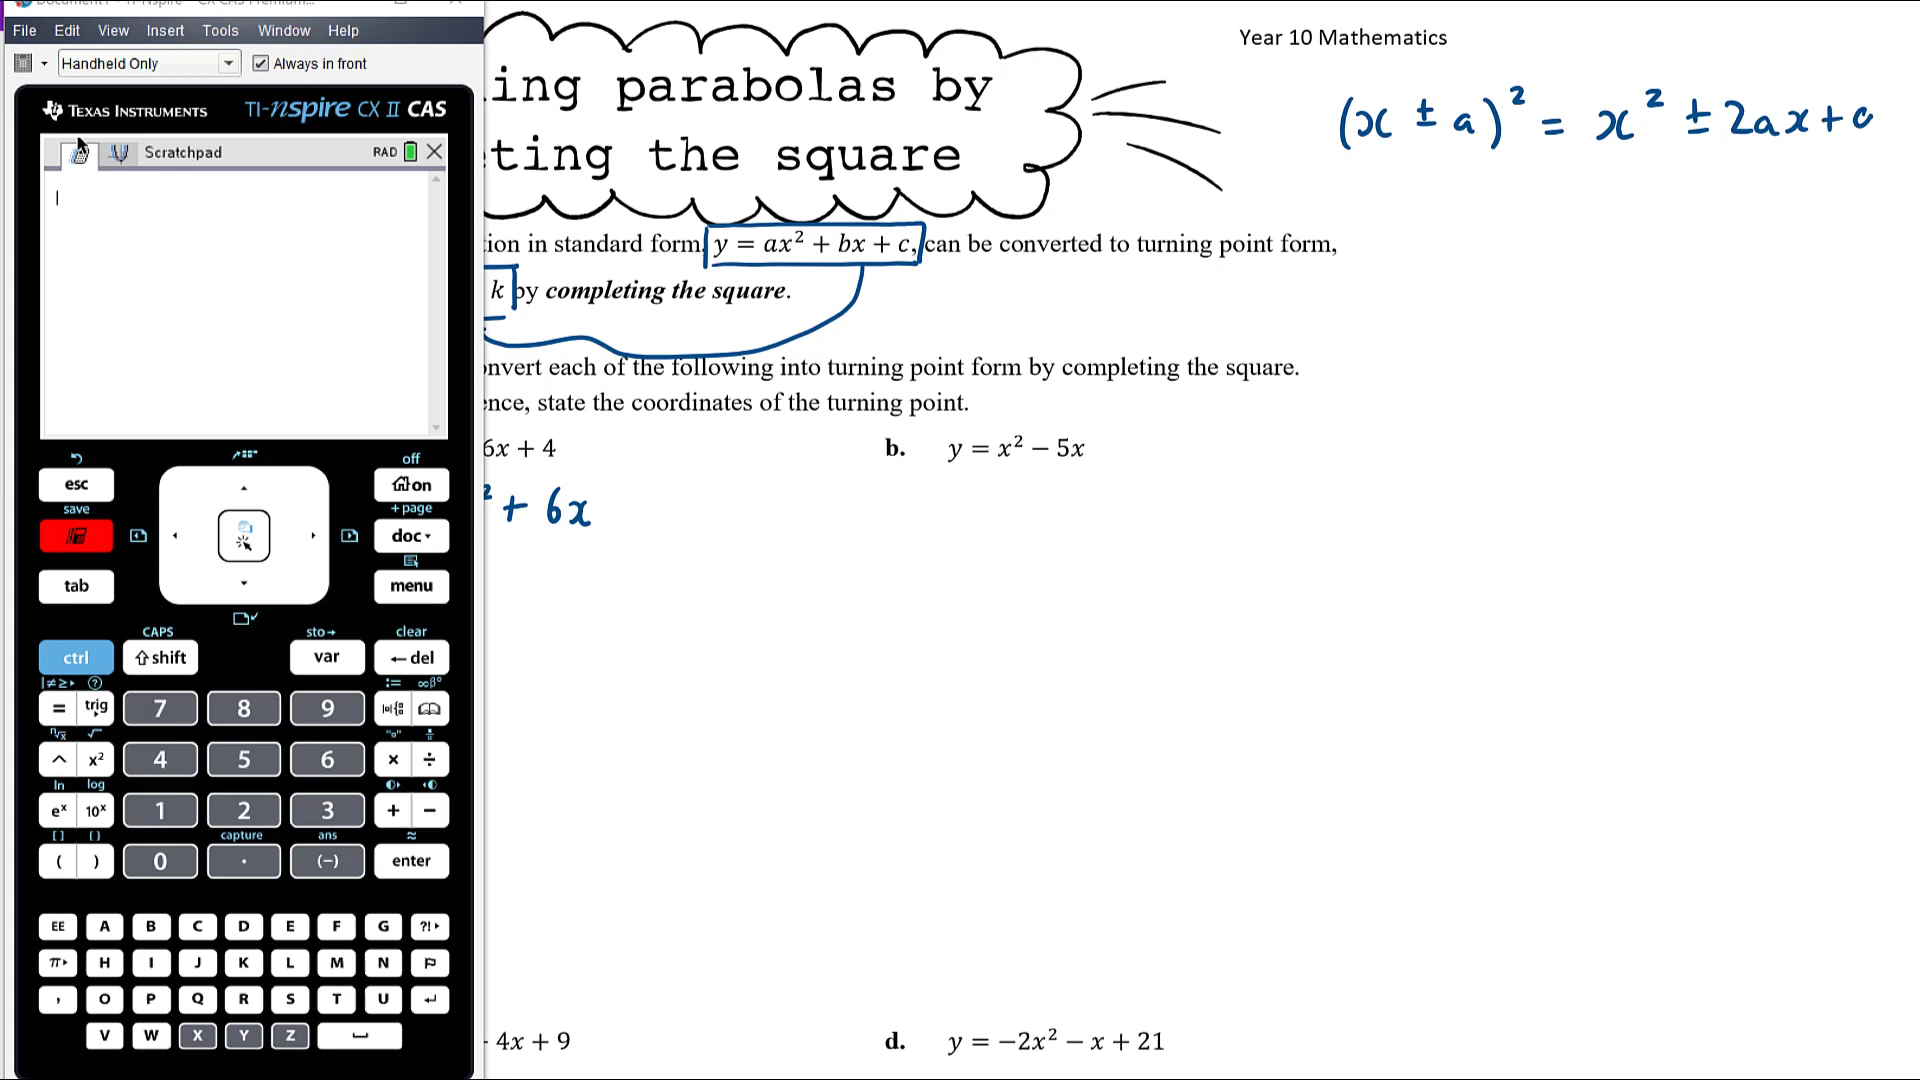 File Edit View Insert Tools Window Help
Handheld Only Always in front
TEXAS INSTRUMENTS TI-nspire CX II CAS
Scratchpad RAD
esc off on
save + page
doc
tab menu
CAPS sto→ clear
ctrl shift var ←del
= trig 7 8 9
^ x² 4 5 6 × ÷
ln log
eˣ 10ˣ 1 2 3 + −
[ ] { } capture ans ≈
( ) 0 . (−) enter
EE A B C D E F G ?!
π H I J K L M N
, O P Q R S T U
V W X Y Z
Year 10 Mathematics
ing parabolas by
ting the square
(x ± a)² = x² ± 2ax +
ion in standard form, y = ax² + bx + c, can be converted to turning point form,
k by completing the square.
nvert each of the following into turning point form by completing the square.
ence, state the coordinates of the turning point.
6x + 4 b. y = x² − 5x
² + 6x
4x + 9 d. y = −2x² − x + 21